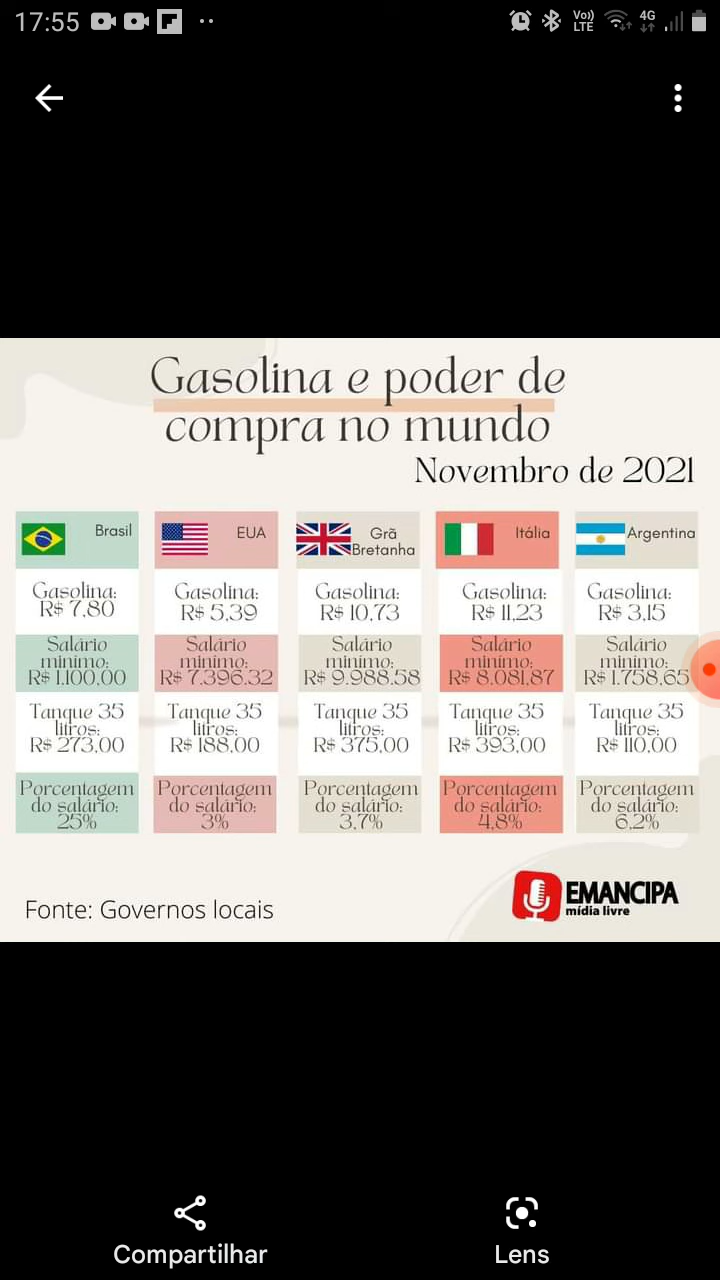 17:55
Vo))
LTE
4G
Gasolina e poder de
compra no mundo
Novembro de 2021
Brasil
Gasolina:
R$ 7,80
Salário
mínimo:
R$ 1.100,00
Tanque 35
litros:
R$ 273,00
Porcentagem
do salário:
25%
EUA
Gasolina:
R$ 5,39
Salário
mínimo:
R$ 7.396.32
Tanque 35
litros:
R$ 188,00
Porcentagem
do salário:
3%
Grã
Bretanha
Gasolina:
R$ 10,73
Salário
mínimo:
R$ 9.988.58
Tanque 35
litros:
R$ 375,00
Porcentagem
do salário:
3,7%
Itália
Gasolina:
R$ 11,23
Salário
mínimo:
R$ 8.081,87
Tanque 35
litros:
R$ 393,00
Porcentagem
do salário:
4,8%
Argentina
Gasolina:
R$ 3,15
Salário
mínimo:
R$ 1.758,65
Tanque 35
litros:
R$ 110,00
Porcentagem
do salário:
6,2%
Fonte: Governos locais
EMANCIPA
mídia livre
Compartilhar
Lens